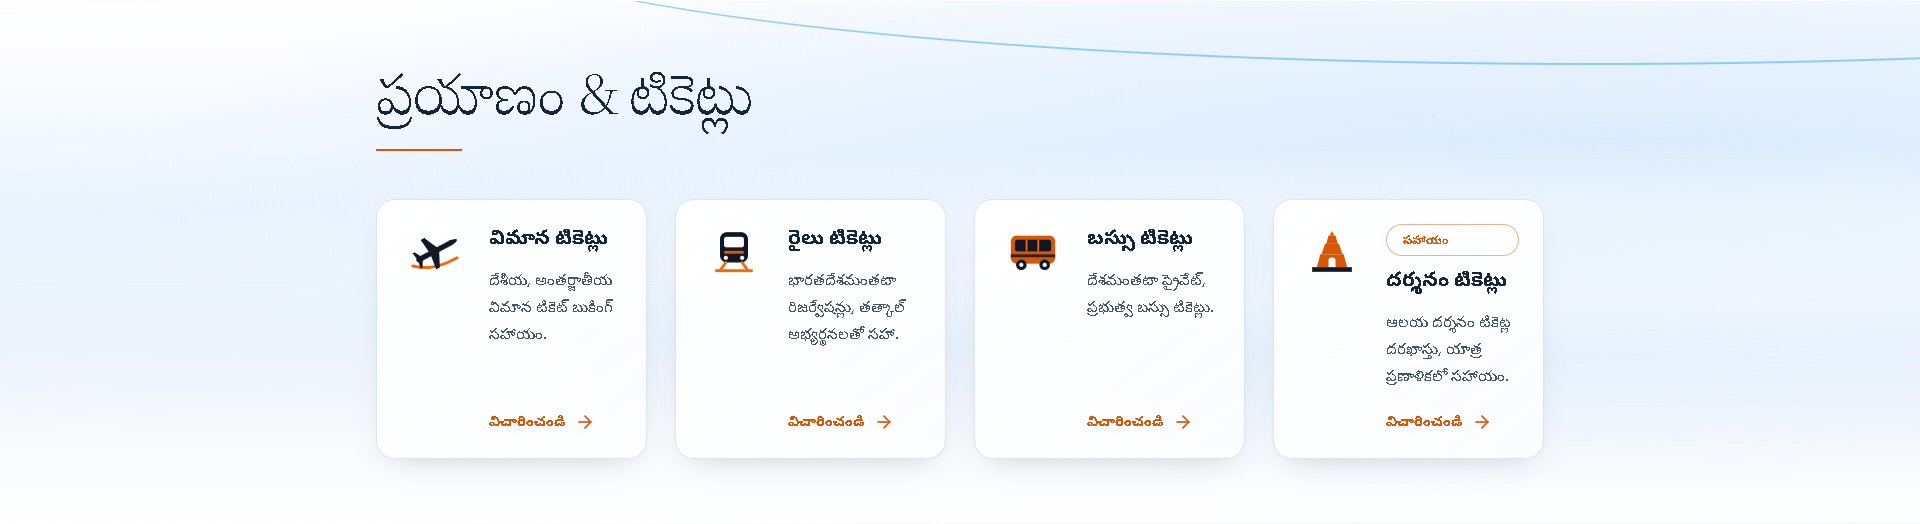 ప్రయాణం & టికెట్లు
విమాన టికెట్లు
దేశీయ, అంతర్జాతీయ
విమాన టికెట్ బుకింగ్
సహాయం.
విచారించండి
రైలు టికెట్లు
భారతదేశమంతటా
రిజర్వేషన్లు, తత్కాల్
అభ్యర్థనలతో సహా.
విచారించండి
బస్సు టికెట్లు
దేశమంతటా ప్రైవేట్,
ప్రభుత్వ బస్సు టికెట్లు.
విచారించండి
సహాయం
దర్శనం టికెట్లు
ఆలయ దర్శనం టికెట్ల
దరఖాస్తు, యాత్ర
ప్రణాళికలో సహాయం.
విచారించండి